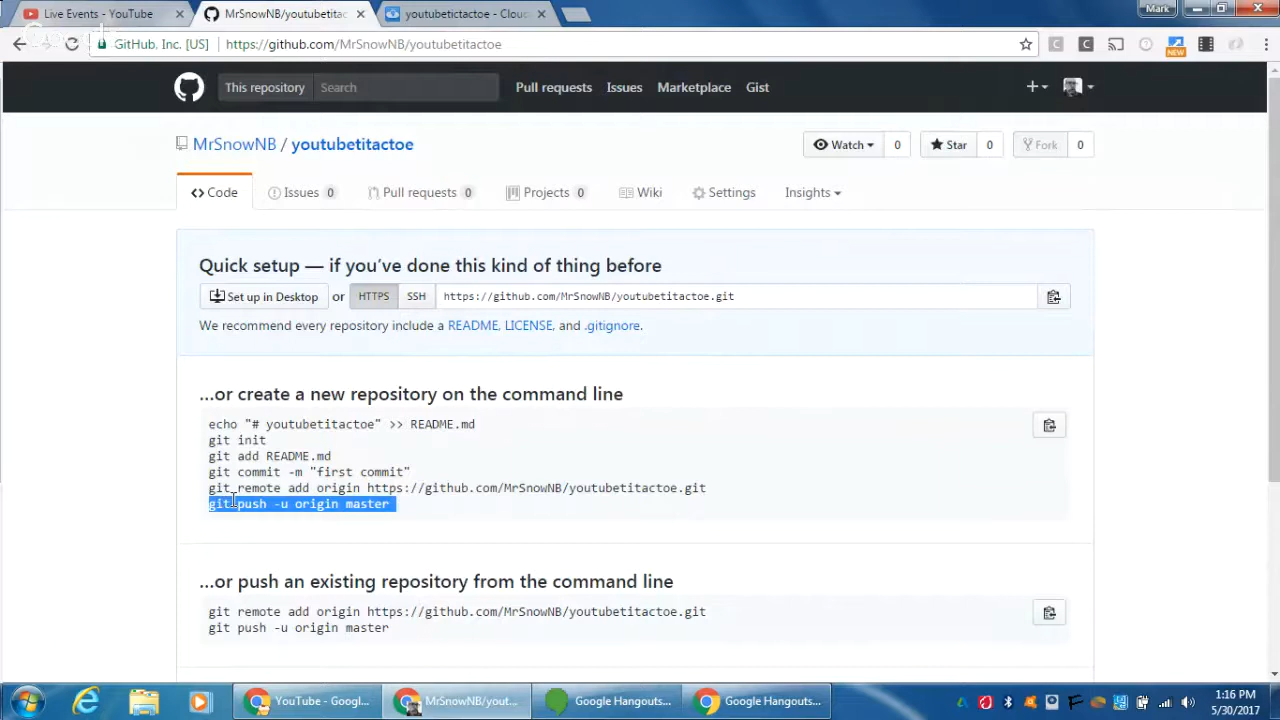 Live Events - YouTube
MrSnowNB/youtubetitactoe
youtubetictactoe - Cloud
Mark
GitHub, Inc. [US]
https://github.com/MrSnowNB/youtubetitactoe
C
C
NEW
This repository
Search
Pull requests
Issues
Marketplace
Gist
MrSnowNB / youtubetitactoe
Watch
0
Star
0
Fork
0
<> Code
Issues 0
Pull requests 0
Projects 0
Wiki
Settings
Insights
Quick setup — if you've done this kind of thing before
Set up in Desktop
or
HTTPS
SSH
https://github.com/MrSnowNB/youtubetitactoe.git
We recommend every repository include a README, LICENSE, and .gitignore.
…or create a new repository on the command line
echo "# youtubetitactoe" >> README.md
git init
git add README.md
git commit -m "first commit"
git remote add origin https://github.com/MrSnowNB/youtubetitactoe.git
git push -u origin master
…or push an existing repository from the command line
git remote add origin https://github.com/MrSnowNB/youtubetitactoe.git
git push -u origin master
YouTube - Googl...
MrSnowNB/yout...
Google Hangouts...
Google Hangouts...
1:16 PM
5/30/2017